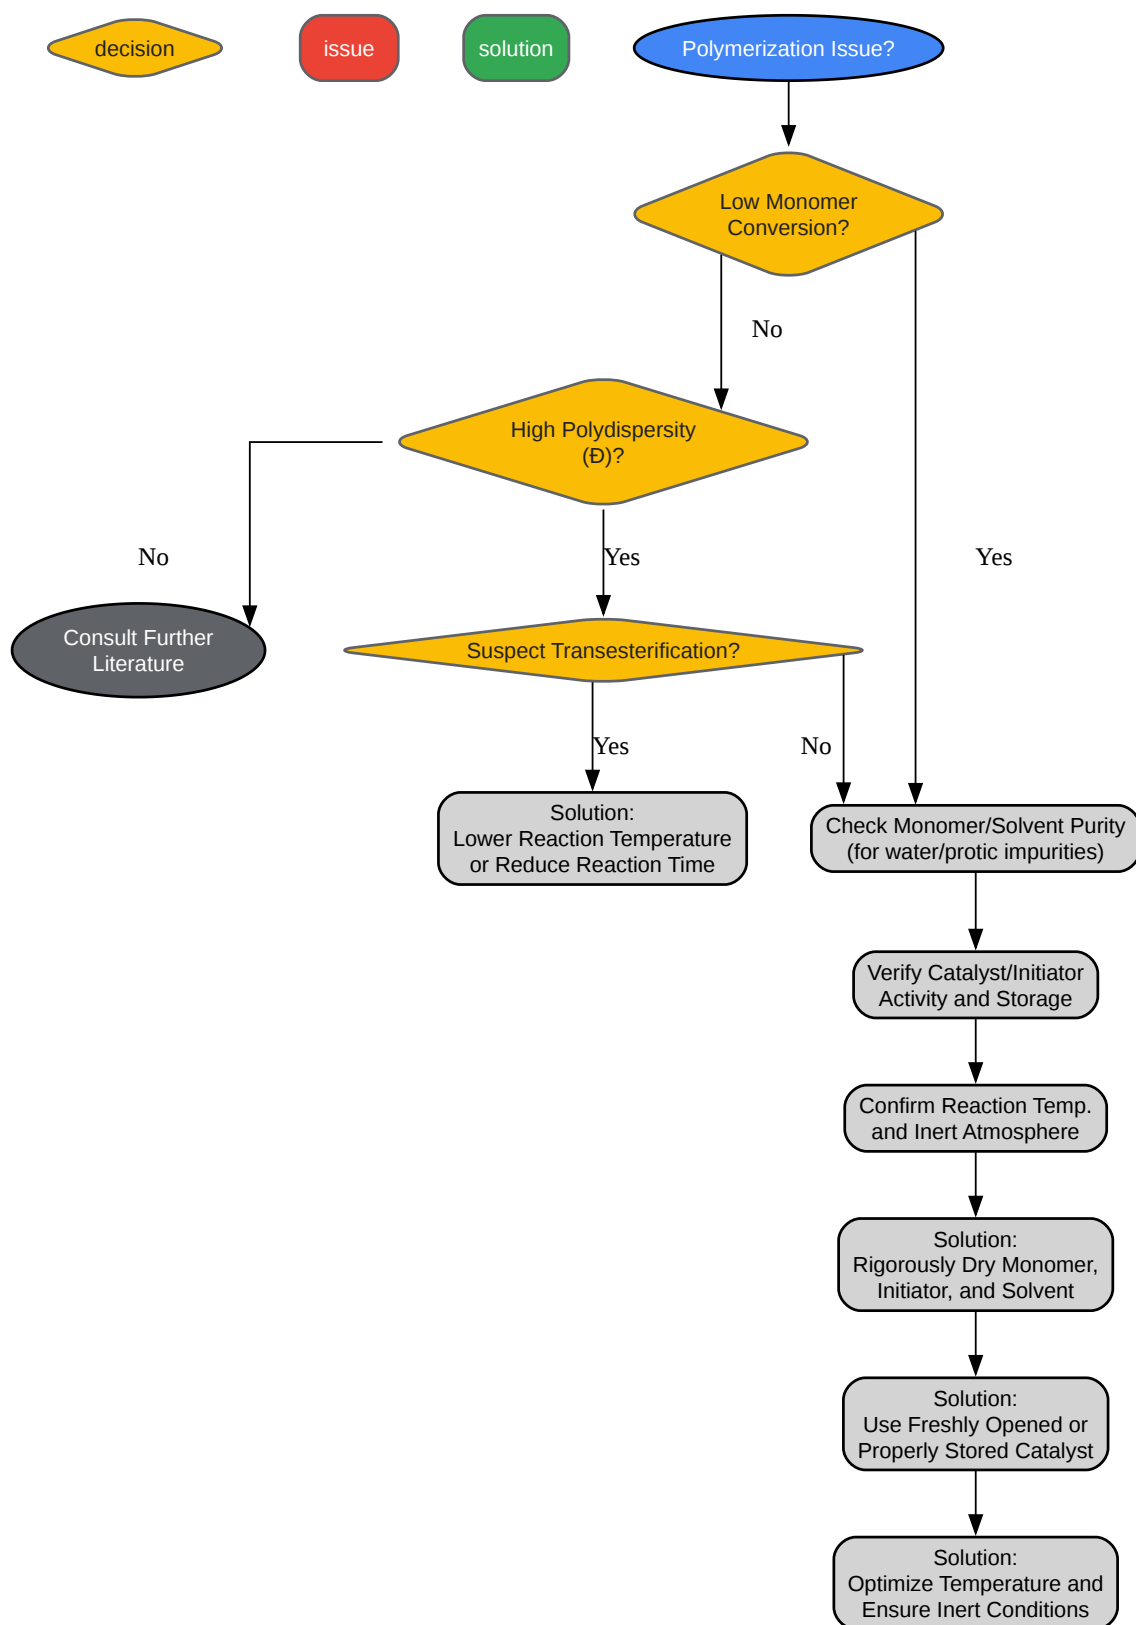 decision
issue
solution
Polymerization Issue?
Low Monomer
Conversion?
No
High Polydispersity
(Đ)?
No
Yes
Yes
Consult Further
Literature
Suspect Transesterification?
Yes
No
Solution:
Lower Reaction Temperature
or Reduce Reaction Time
Check Monomer/Solvent Purity
(for water/protic impurities)
Verify Catalyst/Initiator
Activity and Storage
Confirm Reaction Temp.
and Inert Atmosphere
Solution:
Rigorously Dry Monomer,
Initiator, and Solvent
Solution:
Use Freshly Opened or
Properly Stored Catalyst
Solution:
Optimize Temperature and
Ensure Inert Conditions